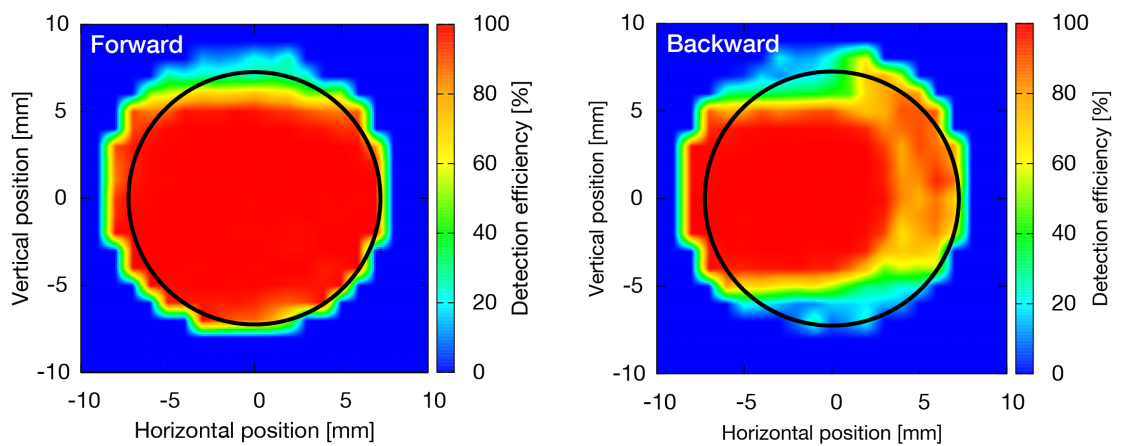 Forward
Vertical position [mm]
10
5
0
-5
-10
-10 -5 0 5 10
Horizontal position [mm]
100
80
60
40
20
0
Detection efficiency [%]
Backward
Vertical position [mm]
10
5
0
-5
-10
-10 -5 0 5 10
Horizontal position [mm]
100
80
60
40
20
0
Detection efficiency [%]